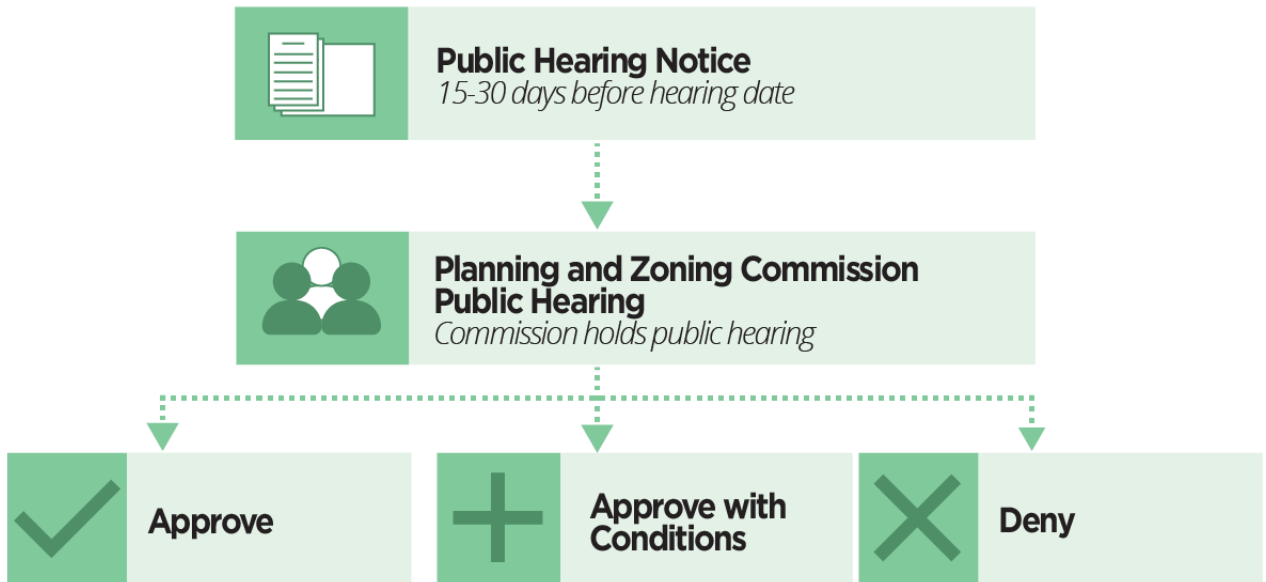 Public Hearing Notice
15-30 days before hearing date
Planning and Zoning Commission
Public Hearing
Commission holds public hearing
Approve
Approve with
Conditions
Deny